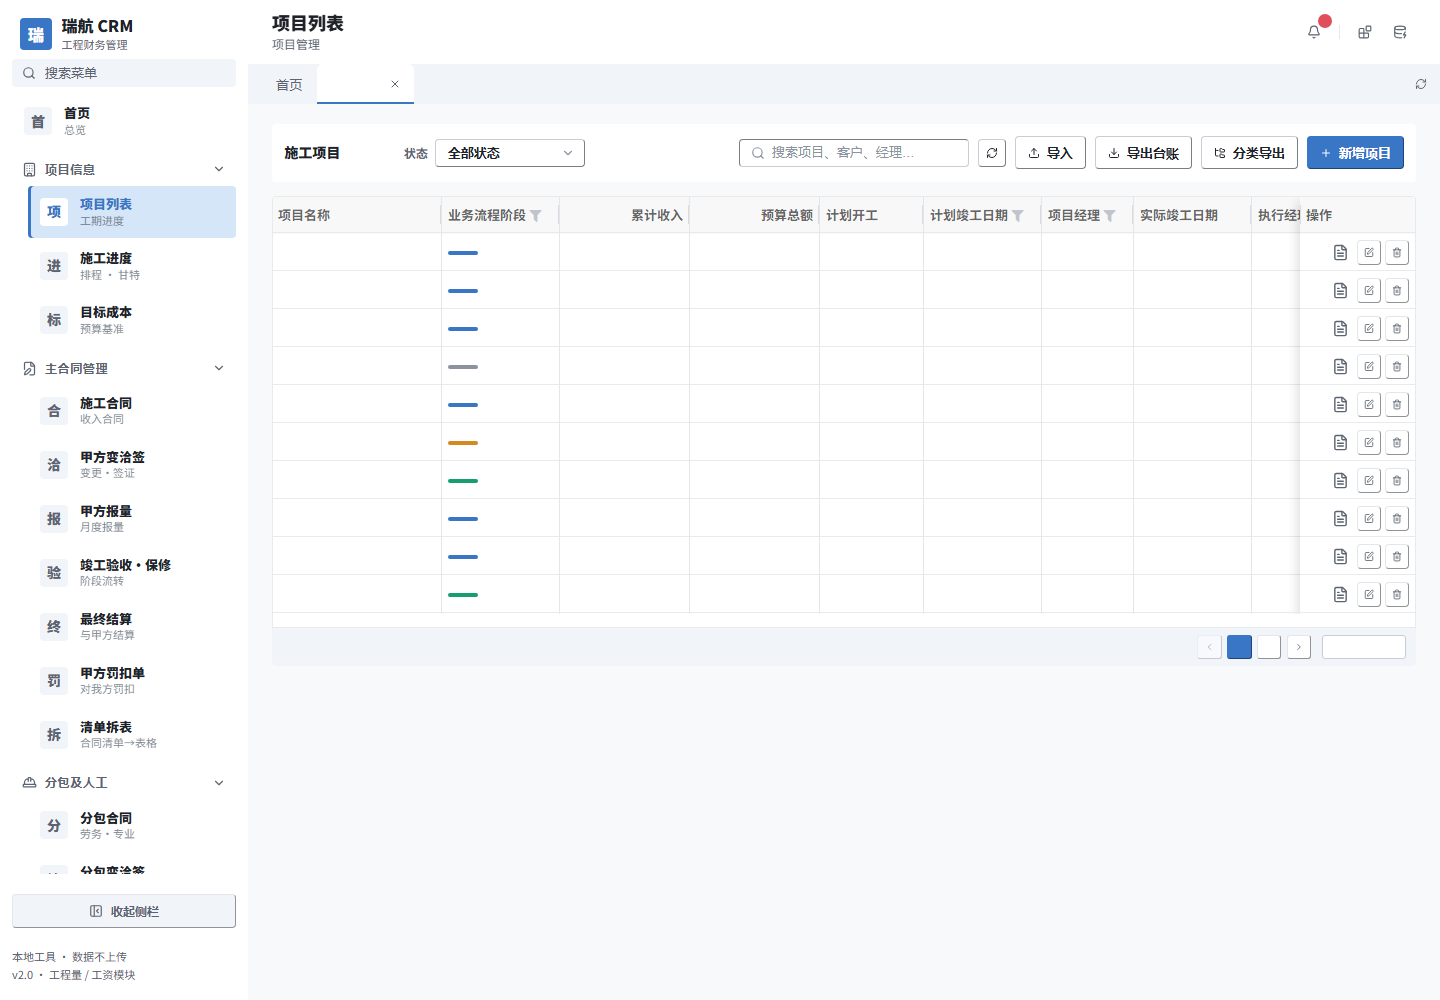 瑞
瑞航 CRM
工程财务管理
搜索菜单
首
首页
总览
项目信息
项
项目列表
工期进度
进
施工进度
排程 · 甘特
标
目标成本
预算基准
主合同管理
合
施工合同
收入合同
洽
甲方变洽签
变更·签证
报
甲方报量
月度报量
验
竣工验收·保修
阶段流转
终
最终结算
与甲方结算
罚
甲方罚扣单
对我方罚扣
拆
清单拆表
合同清单→表格
分包及人工
分
分包合同
劳务·专业
分包变洽签
收起侧栏
本地工具 · 数据不上传
v2.0 · 工程量 / 工资模块
项目列表
项目管理
首页
施工项目
状态
全部状态
搜索项目、客户、经理...
导入
导出台账
分类导出
新增项目
项目名称
业务流程阶段
累计收入
预算总额
计划开工
计划竣工日期
项目经理
实际竣工日期
执行经
操作